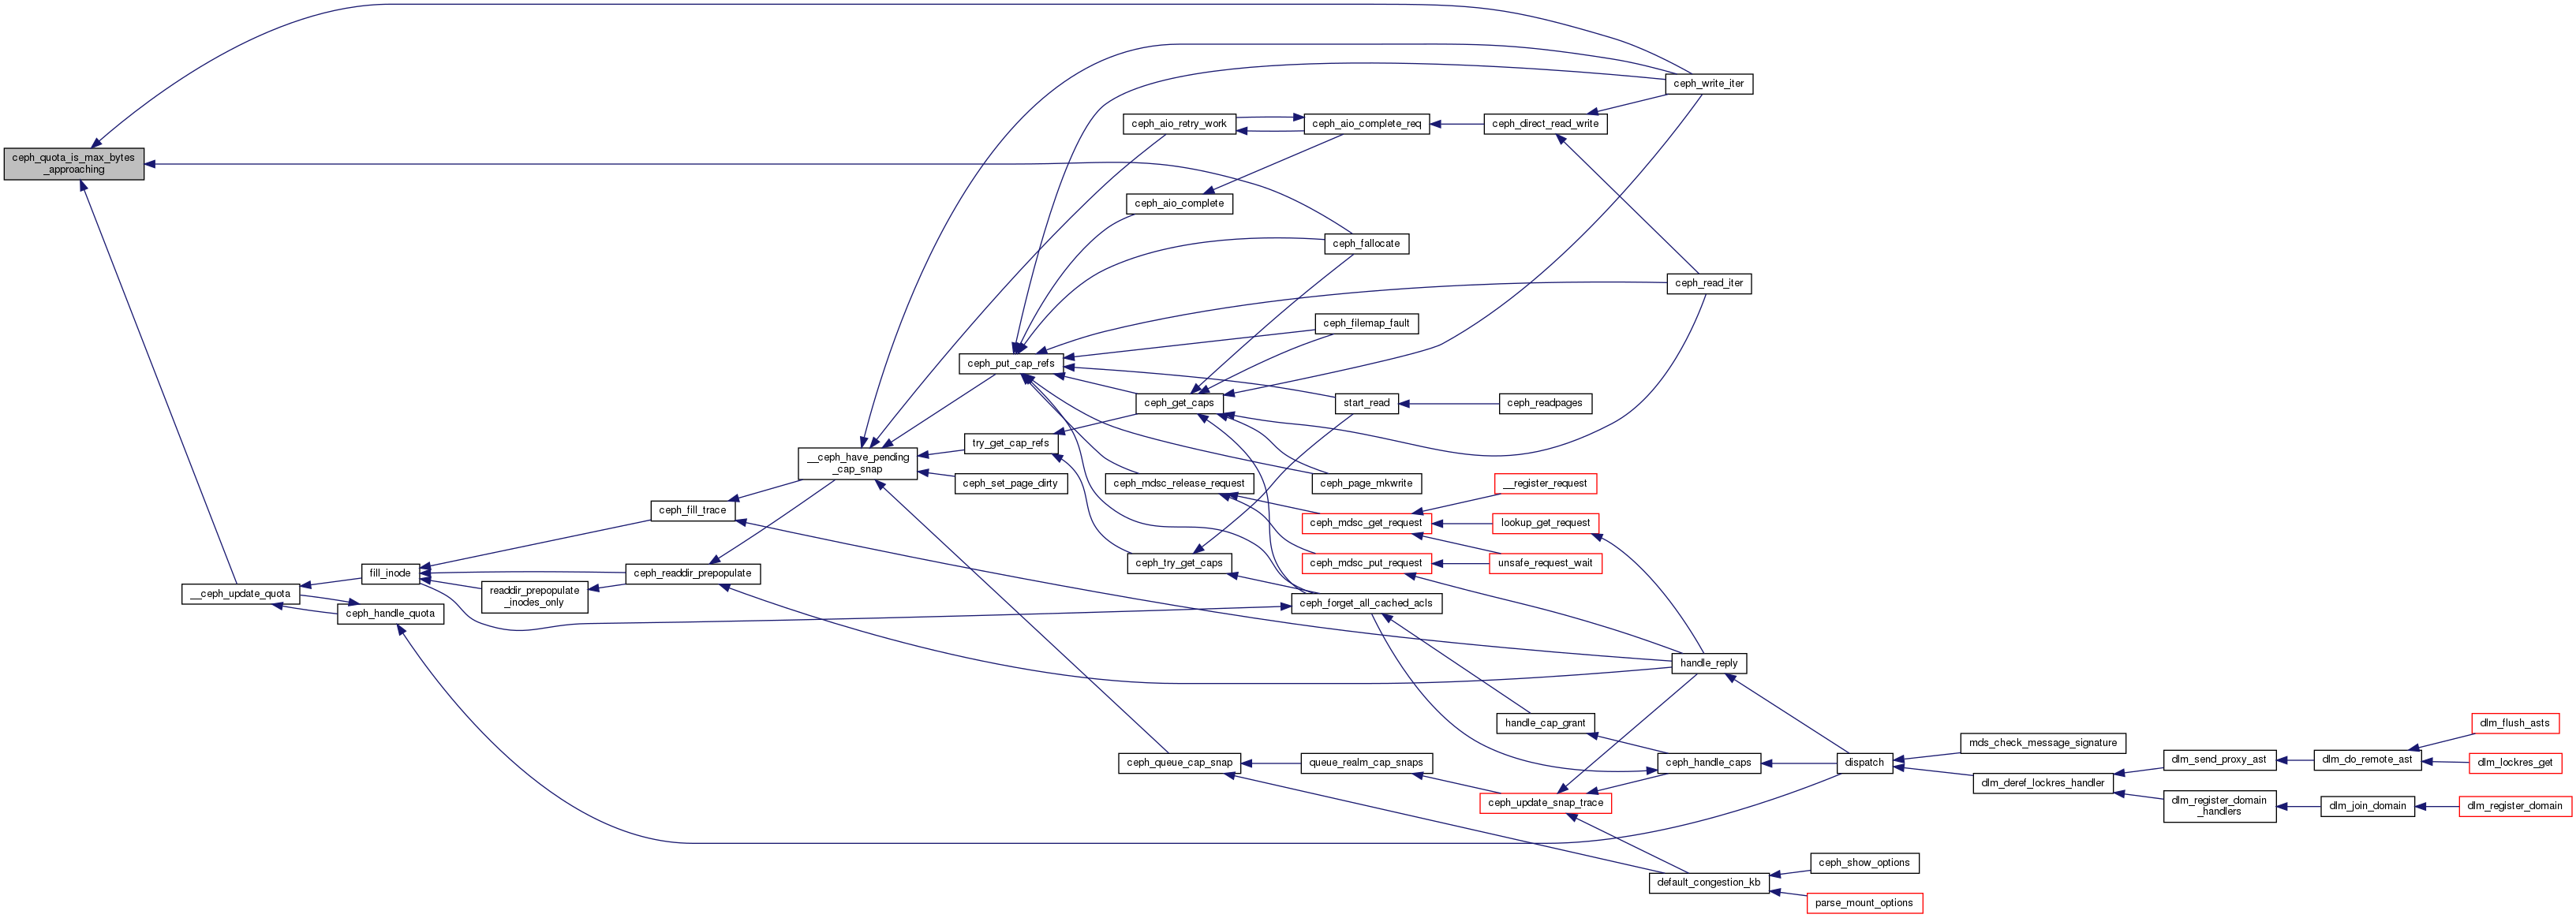 ceph_quota_is_max_bytes
_approaching
__ceph_update_quota
fill_inode
ceph_handle_quota
readdir_prepopulate
_inodes_only
ceph_fill_trace
ceph_readdir_prepopulate
__ceph_have_pending
_cap_snap
ceph_put_cap_refs
try_get_cap_refs
ceph_set_page_dirty
ceph_aio_retry_work
ceph_aio_complete
ceph_get_caps
ceph_mdsc_release_request
ceph_try_get_caps
ceph_queue_cap_snap
ceph_aio_complete_req
ceph_fallocate
ceph_filemap_fault
start_read
ceph_page_mkwrite
ceph_mdsc_get_request
ceph_mdsc_put_request
ceph_forget_all_cached_acls
queue_realm_cap_snaps
ceph_direct_read_write
ceph_readpages
__register_request
lookup_get_request
unsafe_request_wait
handle_cap_grant
ceph_update_snap_trace
ceph_write_iter
ceph_read_iter
handle_reply
ceph_handle_caps
default_congestion_kb
dispatch
ceph_show_options
parse_mount_options
mds_check_message_signature
dlm_deref_lockres_handler
dlm_send_proxy_ast
dlm_register_domain
_handlers
dlm_do_remote_ast
dlm_join_domain
dlm_flush_asts
dlm_lockres_get
dlm_register_domain